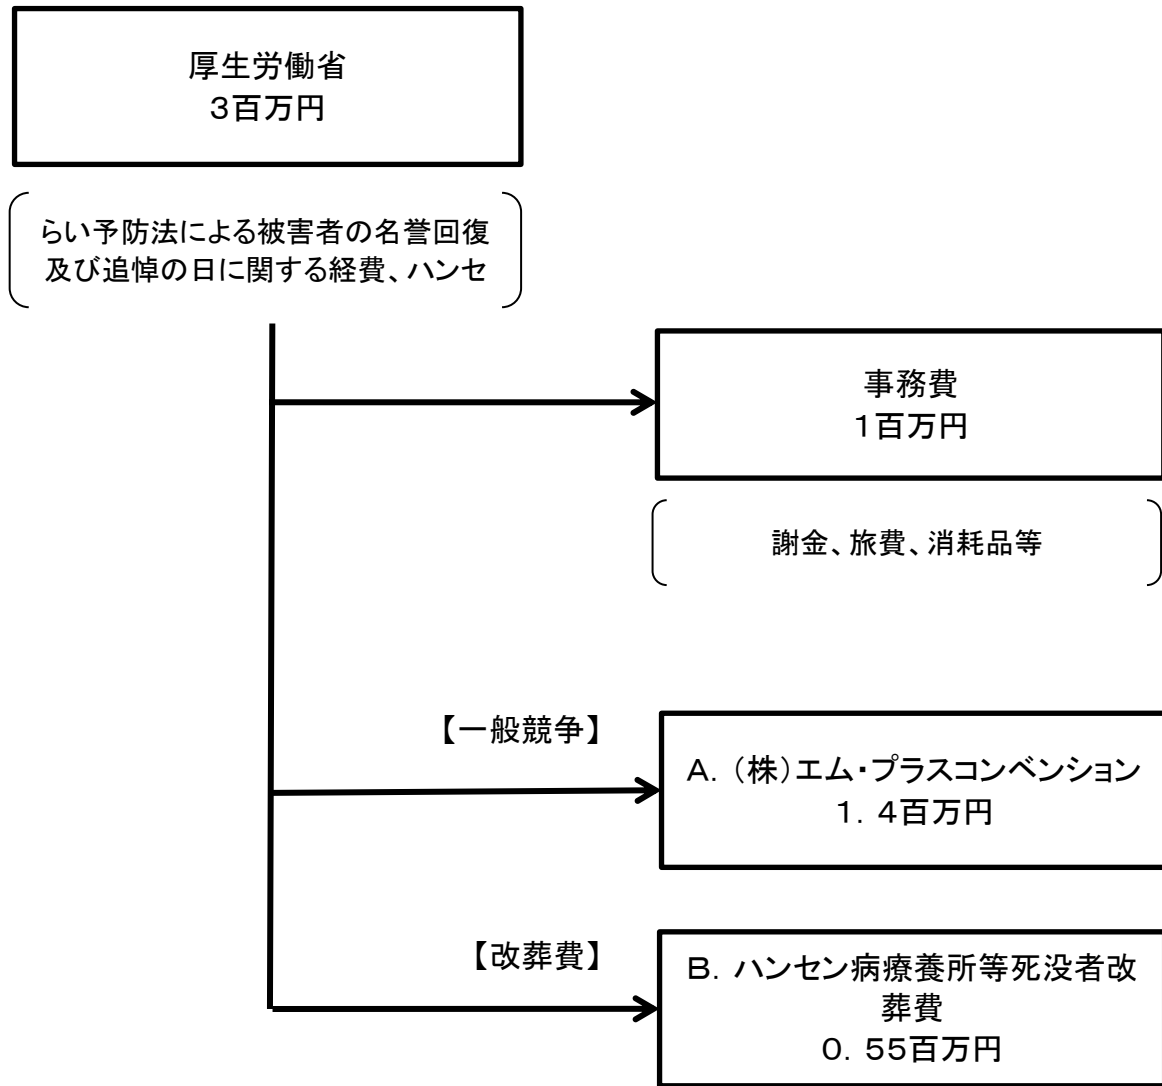 厚生労働省
3百万円
らい予防法による被害者の名誉回復
及び追悼の日に関する経費、ハンセ
事務費
1百万円
謝金、旅費、消耗品等
【一般競争】
A.（株）エム・プラスコンベンション
1．4百万円
【改葬費】
B．ハンセン病療養所等死没者改
葬費
0．55百万円